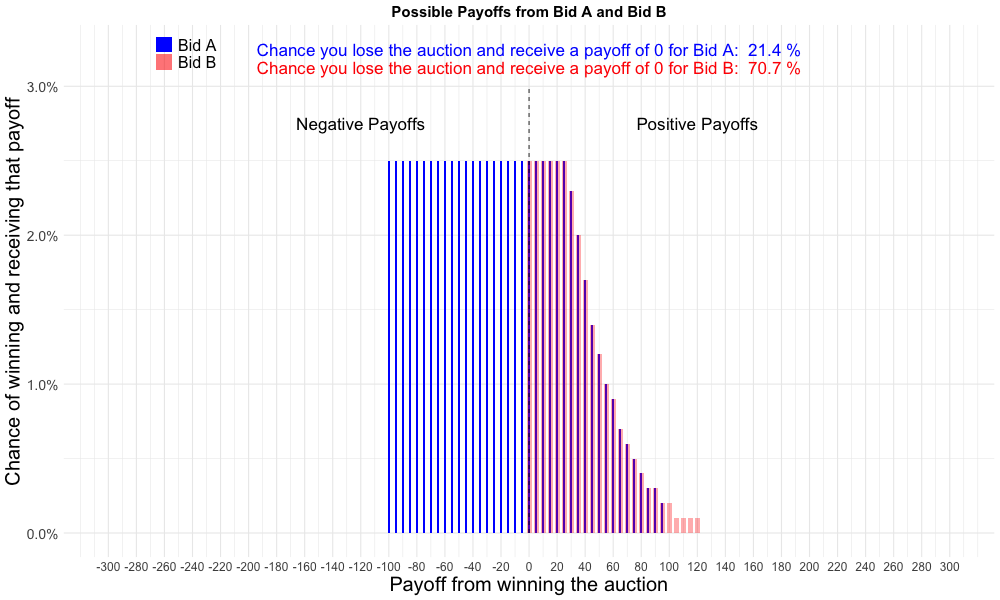 Possible Payoffs from Bid A and Bid B
Bid A
Bid B
Chance you lose the auction and receive a payoff of 0 for Bid A:  21.4 %
Chance you lose the auction and receive a payoff of 0 for Bid B:  70.7 %
Negative Payoffs
Positive Payoffs
Chance of winning and receiving that payoff
3.0%
2.0%
1.0%
0.0%
-300 -280 -260 -240 -220 -200 -180 -160 -140 -120 -100 -80 -60 -40 -20 0 20 40 60 80 100 120 140 160 180 200 220 240 260 280 300
Payoff from winning the auction